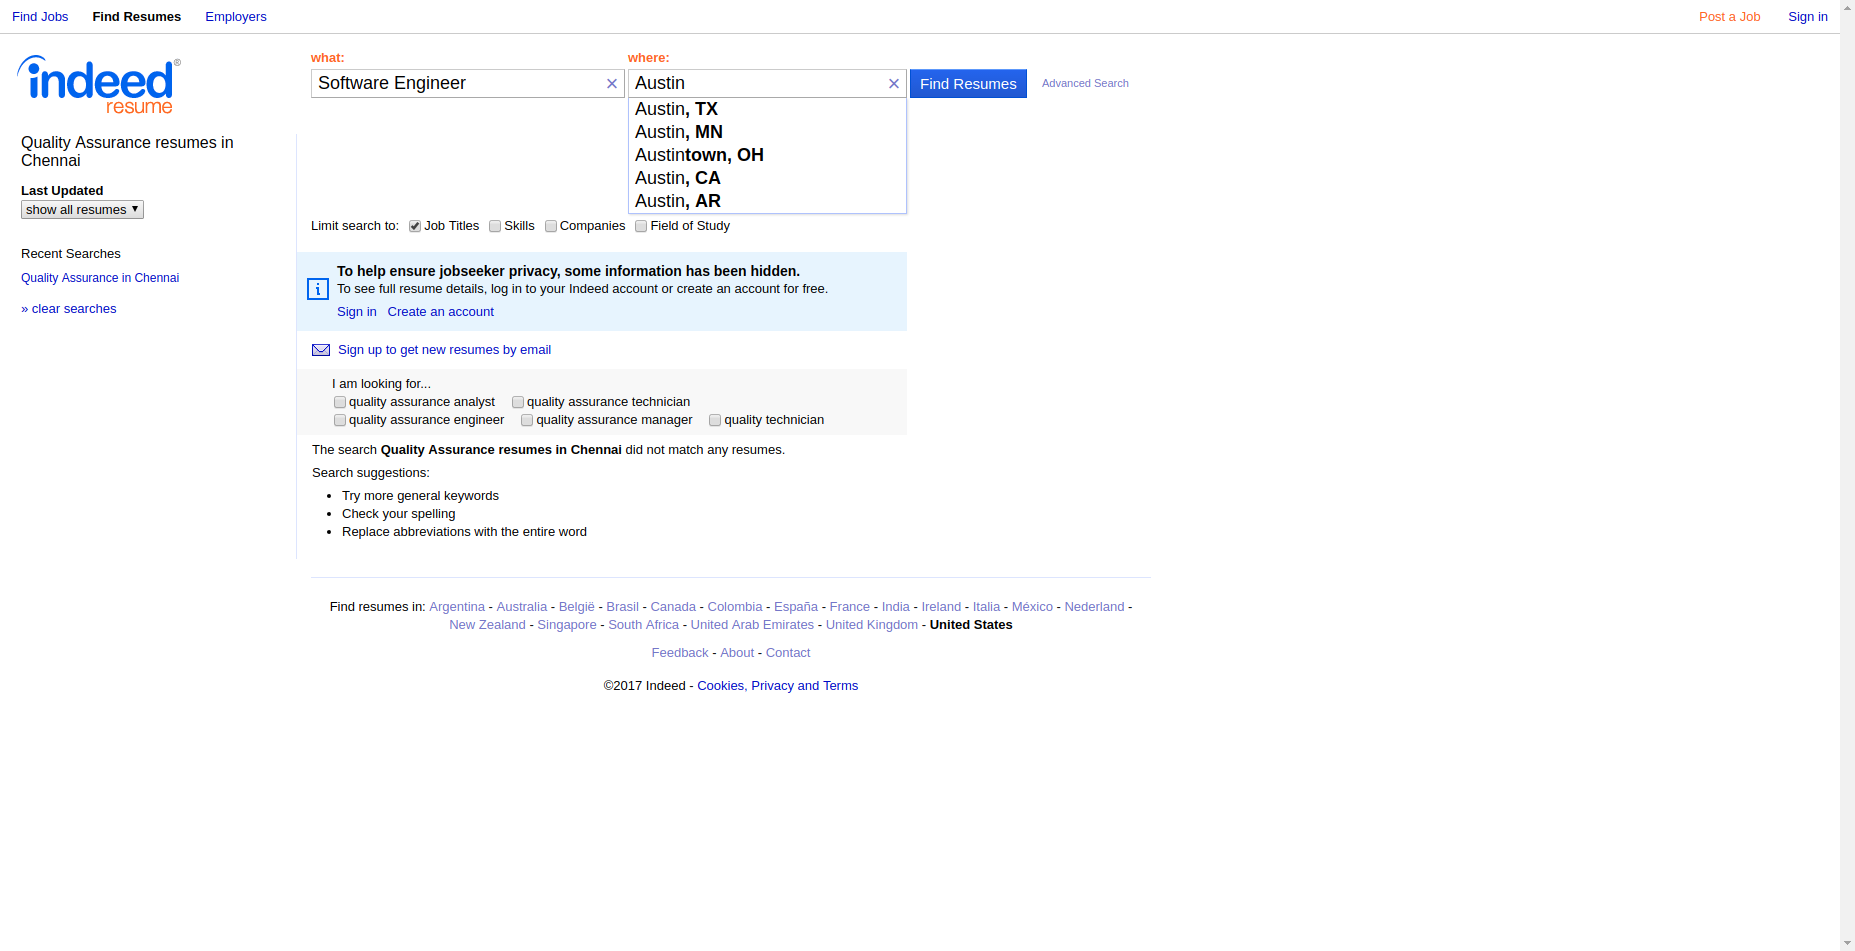 Find Jobs Find Resumes Employers Post a Job Sign in
indeed®
resume
what: where:
Software Engineer × Austin × Find Resumes Advanced Search
Austin, TX
Austin, MN
Austintown, OH
Austin, CA
Austin, AR
Quality Assurance resumes in
Chennai
Last Updated
show all resumes ▼
Recent Searches
Quality Assurance in Chennai
» clear searches
Limit search to: Job Titles Skills Companies Field of Study
To help ensure jobseeker privacy, some information has been hidden.
i To see full resume details, log in to your Indeed account or create an account for free.
Sign in Create an account
Sign up to get new resumes by email
I am looking for...
quality assurance analyst quality assurance technician
quality assurance engineer quality assurance manager quality technician
The search Quality Assurance resumes in Chennai did not match any resumes.
Search suggestions:
• Try more general keywords
• Check your spelling
• Replace abbreviations with the entire word
Find resumes in: Argentina - Australia - België - Brasil - Canada - Colombia - España - France - India - Ireland - Italia - México - Nederland -
New Zealand - Singapore - South Africa - United Arab Emirates - United Kingdom - United States
Feedback - About - Contact
©2017 Indeed - Cookies, Privacy and Terms